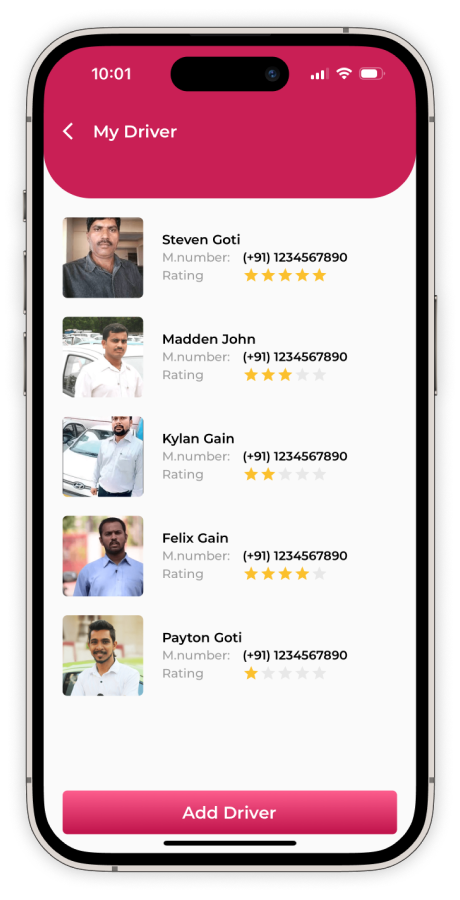 10:01
My Driver
Steven Goti
M.number: (+91) 1234567890
Rating
Madden John
M.number: (+91) 1234567890
Rating
Kylan Gain
M.number: (+91) 1234567890
Rating
Felix Gain
M.number: (+91) 1234567890
Rating
Payton Goti
M.number: (+91) 1234567890
Rating
Add Driver